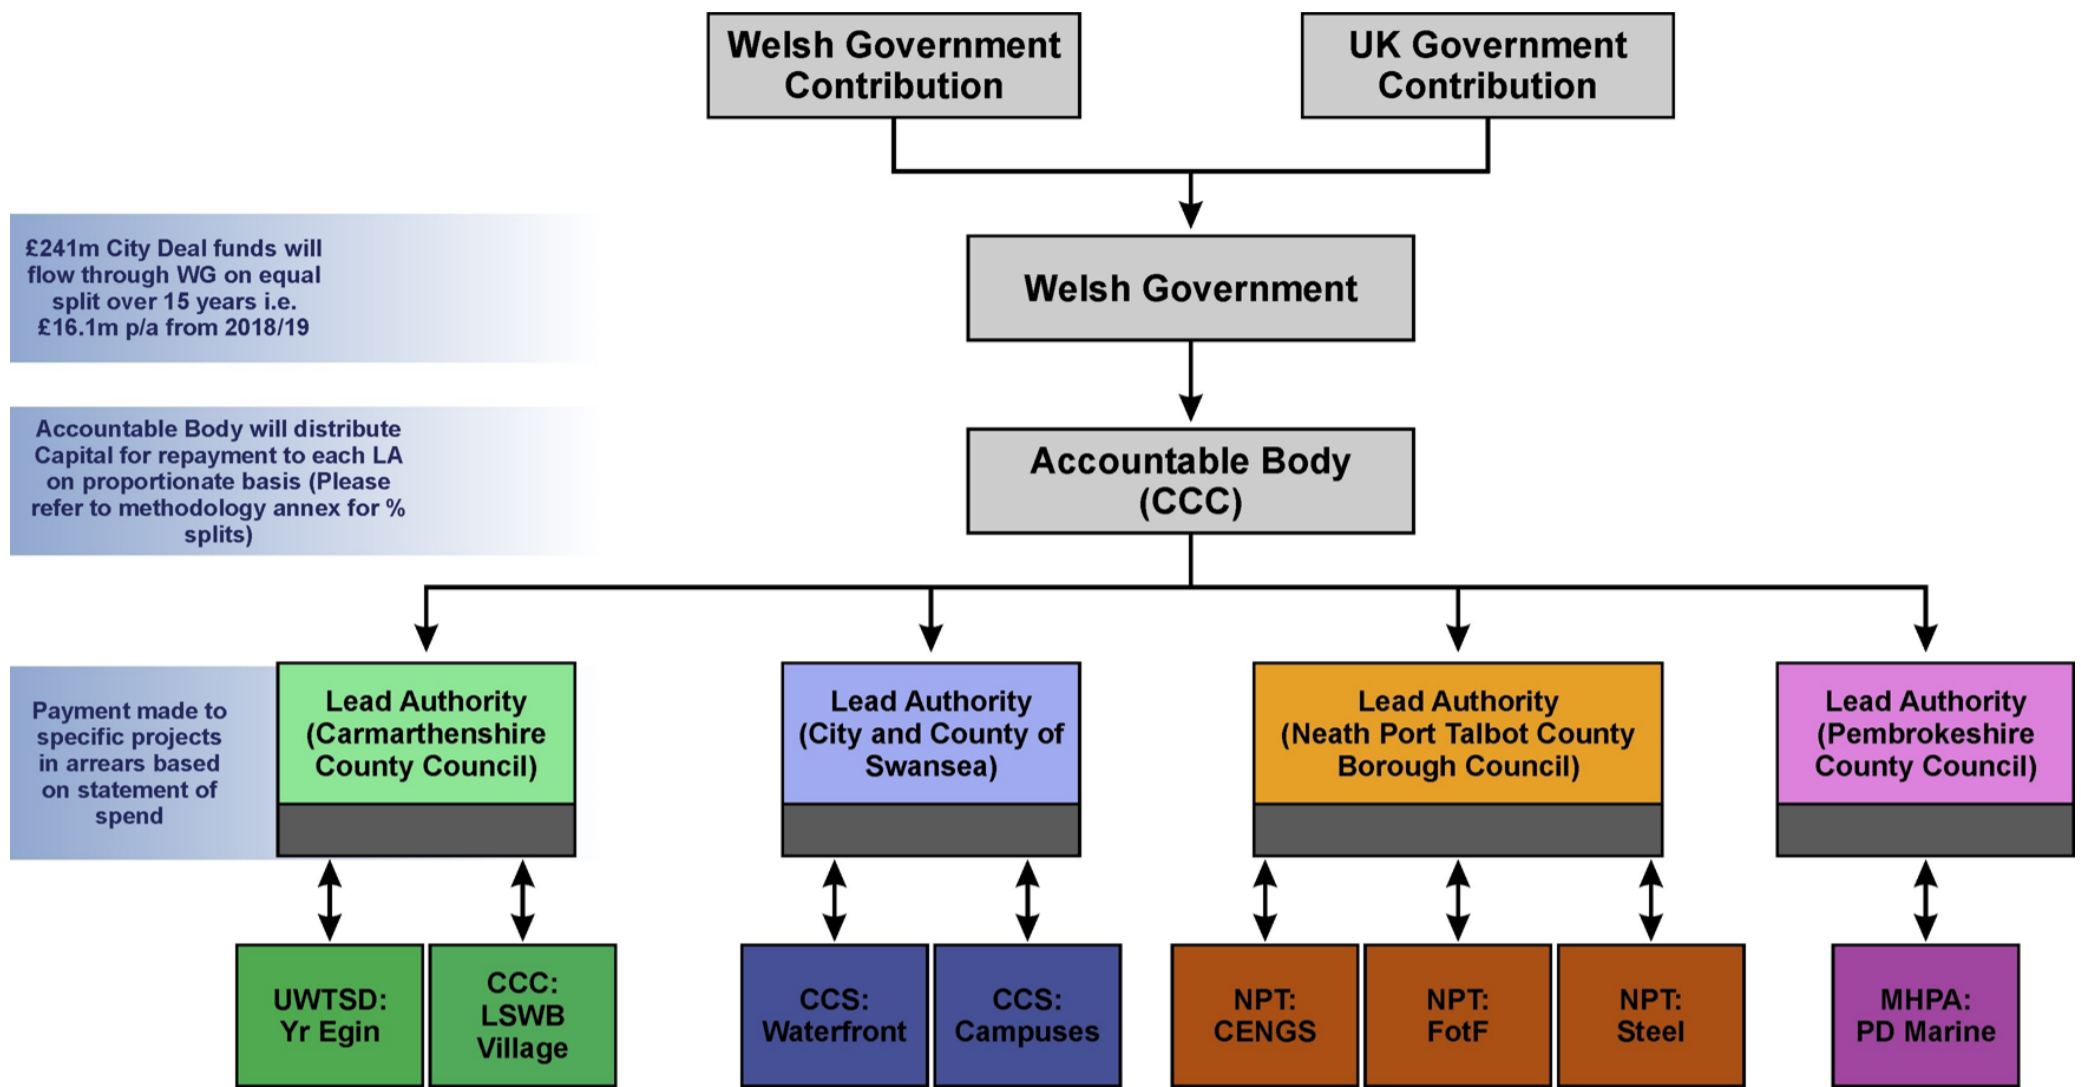 Welsh Government
Contribution
UK Government
Contribution
£241m City Deal funds will
flow through WG on equal
split over 15 years i.e.
£16.1m p/a from 2018/19
Welsh Government
Accountable Body will distribute
Capital for repayment to each LA
on proportionate basis (Please
refer to methodology annex for %
splits)
Accountable Body
(CCC)
Payment made to
specific projects
in arrears based
on statement of
spend
Lead Authority
(Carmarthenshire
County Council)
Lead Authority
(City and County of
Swansea)
Lead Authority
(Neath Port Talbot County
Borough Council)
Lead Authority
(Pembrokeshire
County Council)
UWTSD:
Yr Egin
CCC:
LSWB
Village
CCS:
Waterfront
CCS:
Campuses
NPT:
CENGS
NPT:
FotF
NPT:
Steel
MHPA:
PD Marine